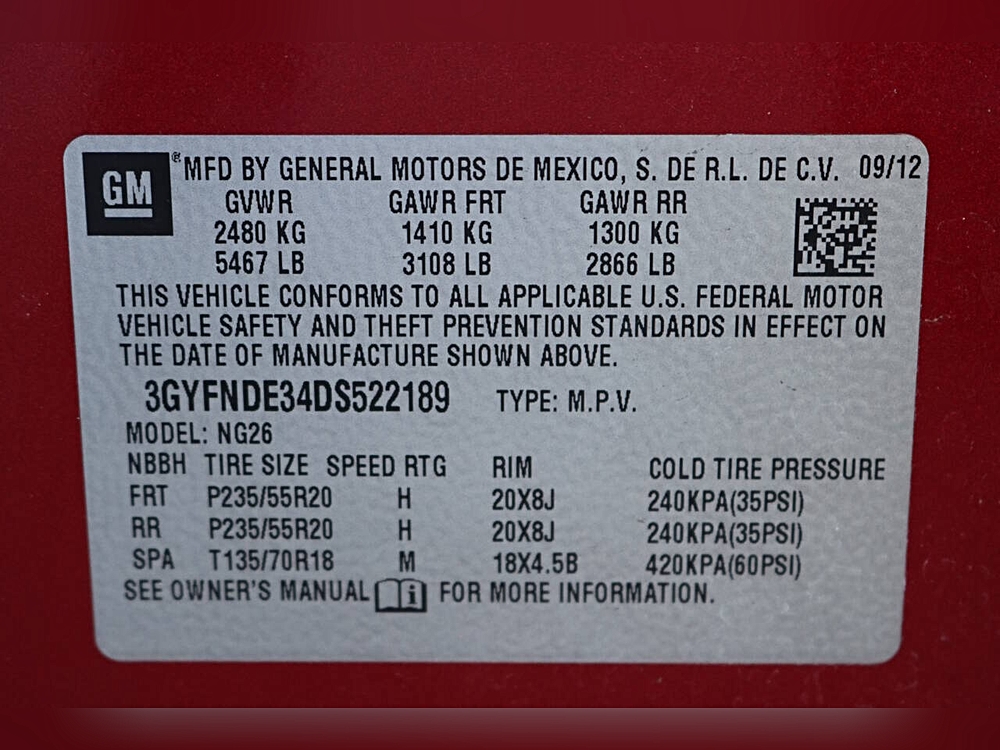 GM ® MFD BY GENERAL MOTORS DE MEXICO, S. DE R.L. DE C.V. 09/12
GVWR GAWR FRT GAWR RR
2480 KG 1410 KG 1300 KG
5467 LB 3108 LB 2866 LB
THIS VEHICLE CONFORMS TO ALL APPLICABLE U.S. FEDERAL MOTOR
VEHICLE SAFETY AND THEFT PREVENTION STANDARDS IN EFFECT ON
THE DATE OF MANUFACTURE SHOWN ABOVE.
3GYFNDE34DS522189 TYPE: M.P.V.
MODEL: NG26
NBBH TIRE SIZE SPEED RTG RIM COLD TIRE PRESSURE
FRT P235/55R20 H 20X8J 240KPA(35PSI)
RR P235/55R20 H 20X8J 240KPA(35PSI)
SPA T135/70R18 M 18X4.5B 420KPA(60PSI)
SEE OWNER'S MANUAL i FOR MORE INFORMATION.